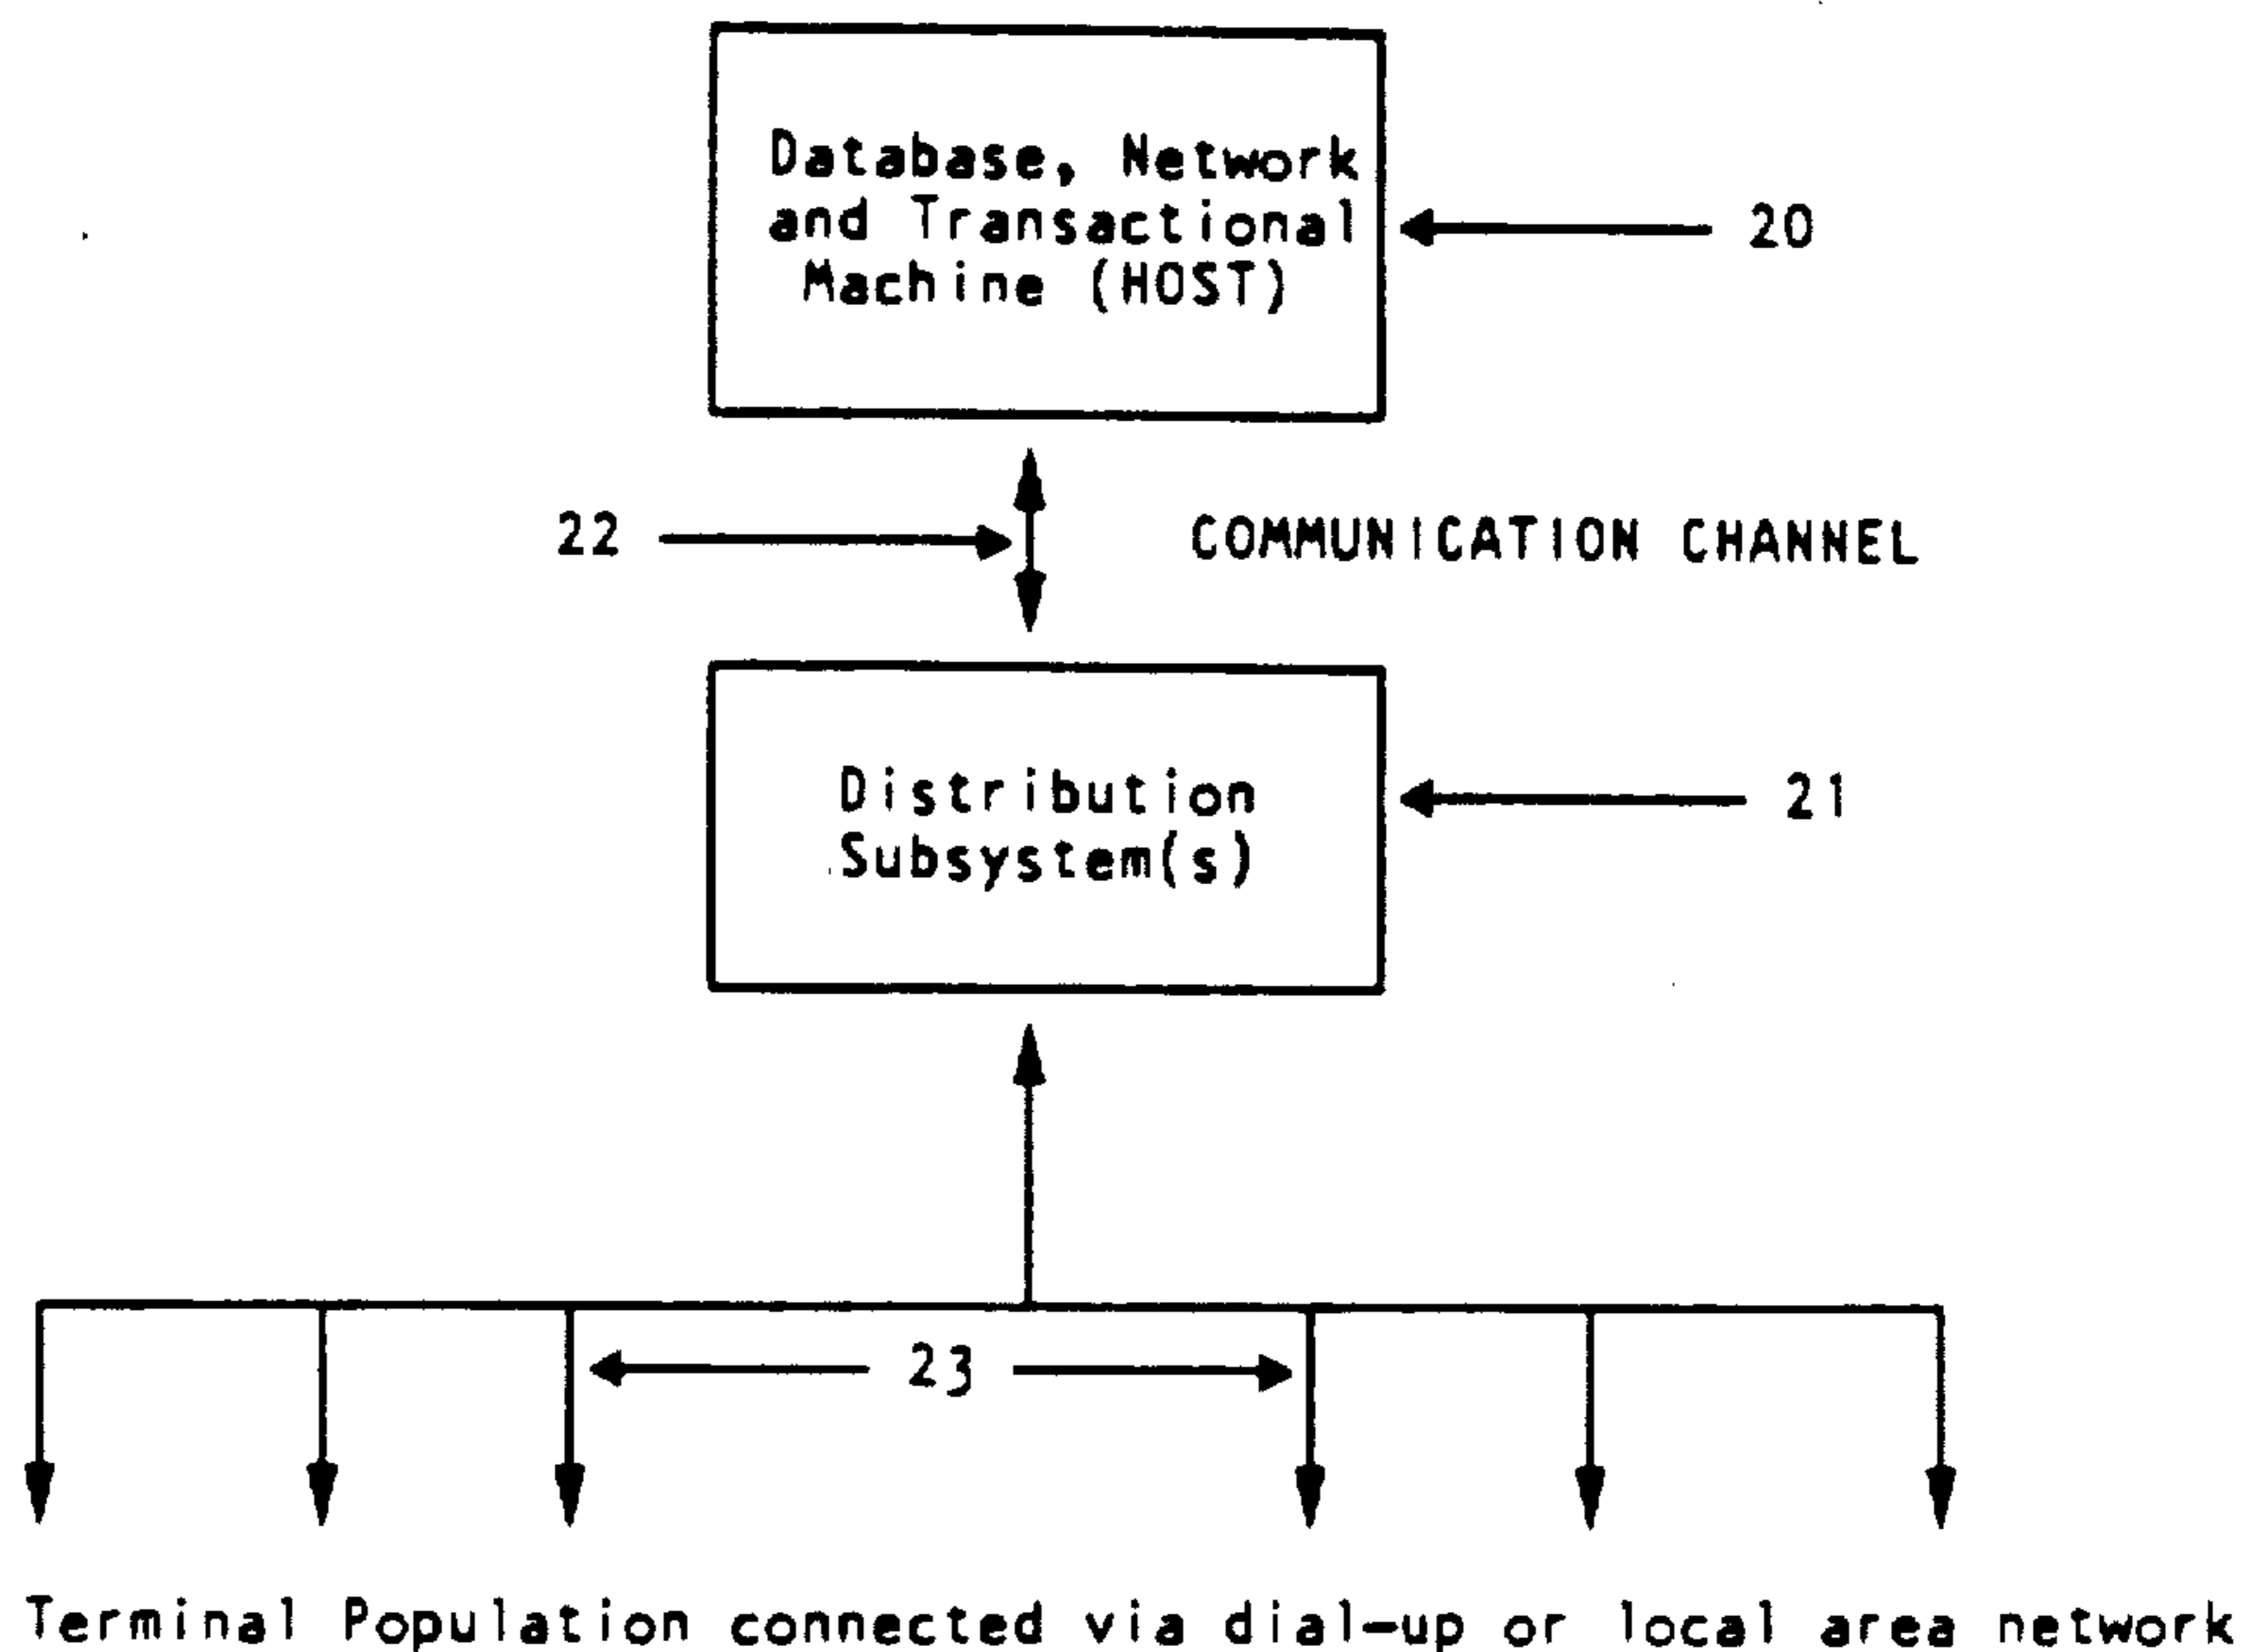 Database, Network
and Transactional
Machine (HOST)
20
22
COMMUNICATION CHANNEL
Distribution
Subsystem(s)
21
23
Terminal Population connected via dial-up or local area network